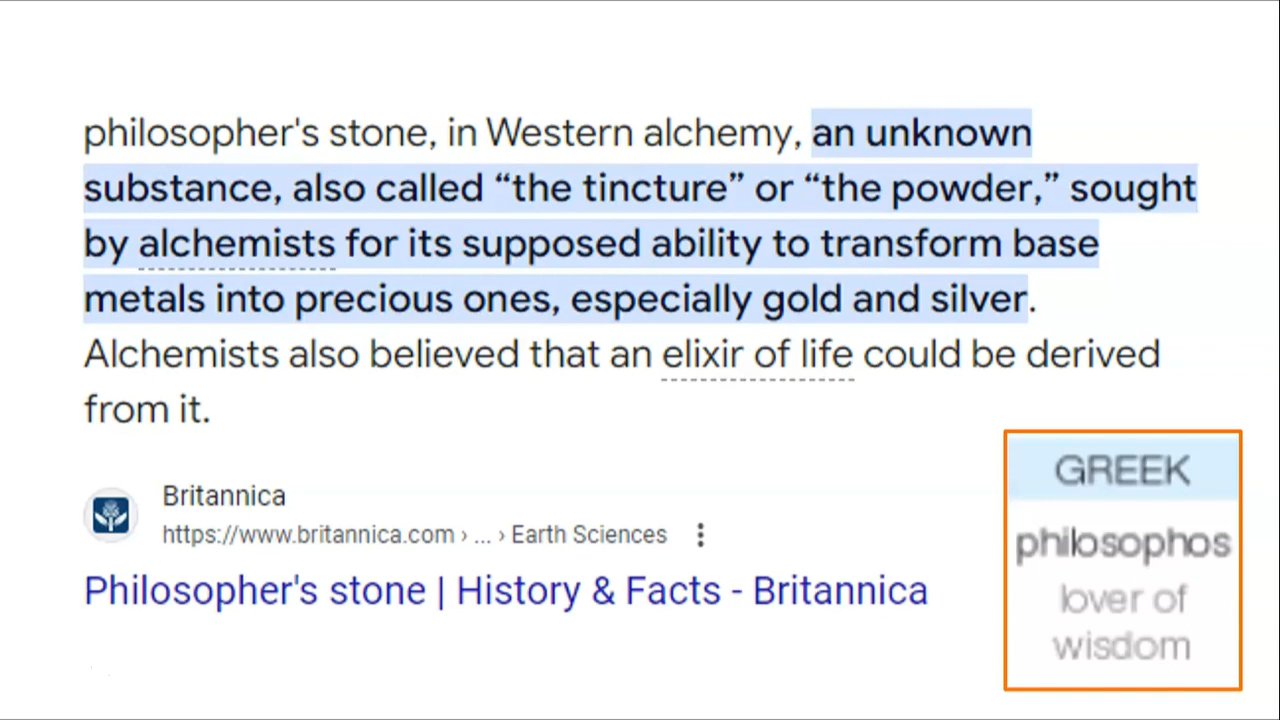 philosopher's stone, in Western alchemy, an unknown
substance, also called “the tincture” or “the powder,” sought
by alchemists for its supposed ability to transform base
metals into precious ones, especially gold and silver.
Alchemists also believed that an elixir of life could be derived
from it.
Britannica
https://www.britannica.com › ... › Earth Sciences
Philosopher's stone | History & Facts - Britannica
GREEK
philosophos
lover of
wisdom